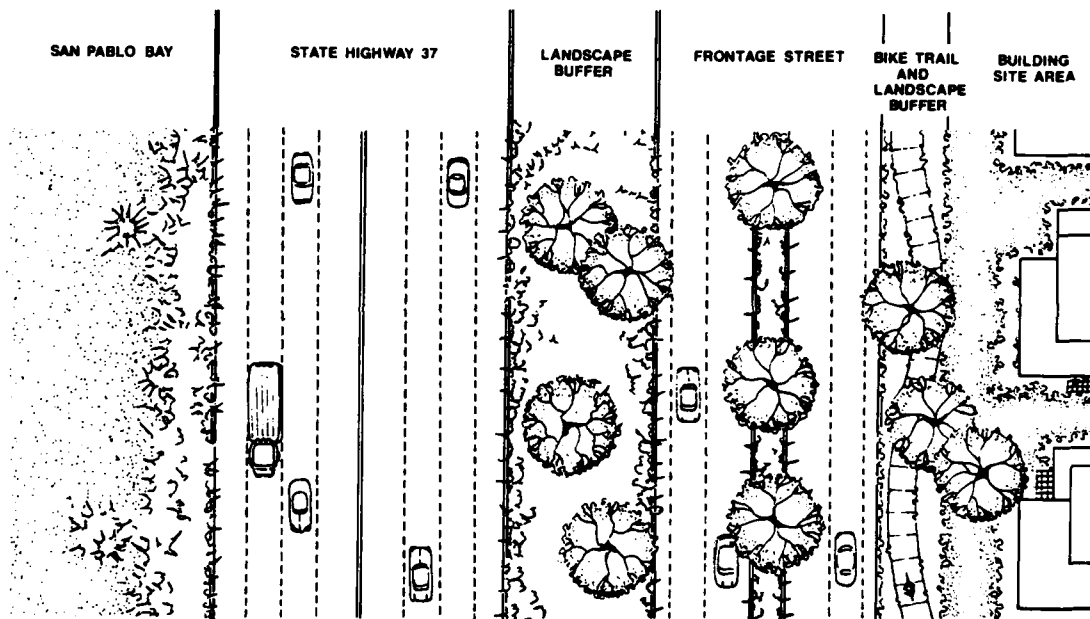 SAN PABLO BAY
STATE HIGHWAY 37
LANDSCAPE
BUFFER
FRONTAGE STREET
BIKE TRAIL
AND
LANDSCAPE
BUFFER
BUILDING
SITE AREA